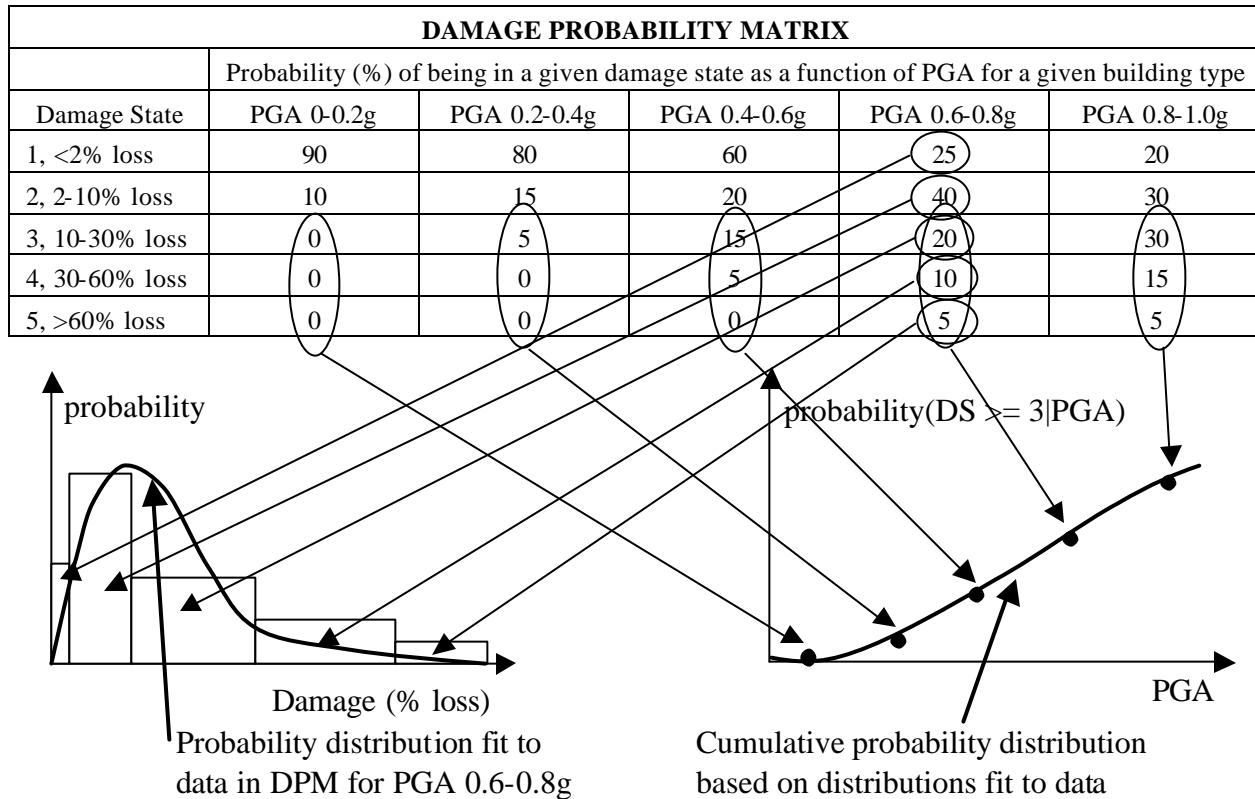 DAMAGE PROBABILITY MATRIX
Probability (%) of being in a given damage state as a function of PGA for a given building type
Damage State PGA 0-0.2g PGA 0.2-0.4g PGA 0.4-0.6g PGA 0.6-0.8g PGA 0.8-1.0g
1, <2% loss 90 80 60 25 20
2, 2-10% loss 10 15 20 40 30
3, 10-30% loss 0 5 15 20 30
4, 30-60% loss 0 0 5 10 15
5, >60% loss 0 0 0 5 5
probability
probability(DS >= 3|PGA)
Damage (% loss)
PGA
Probability distribution fit to
data in DPM for PGA 0.6-0.8g
Cumulative probability distribution
based on distributions fit to data